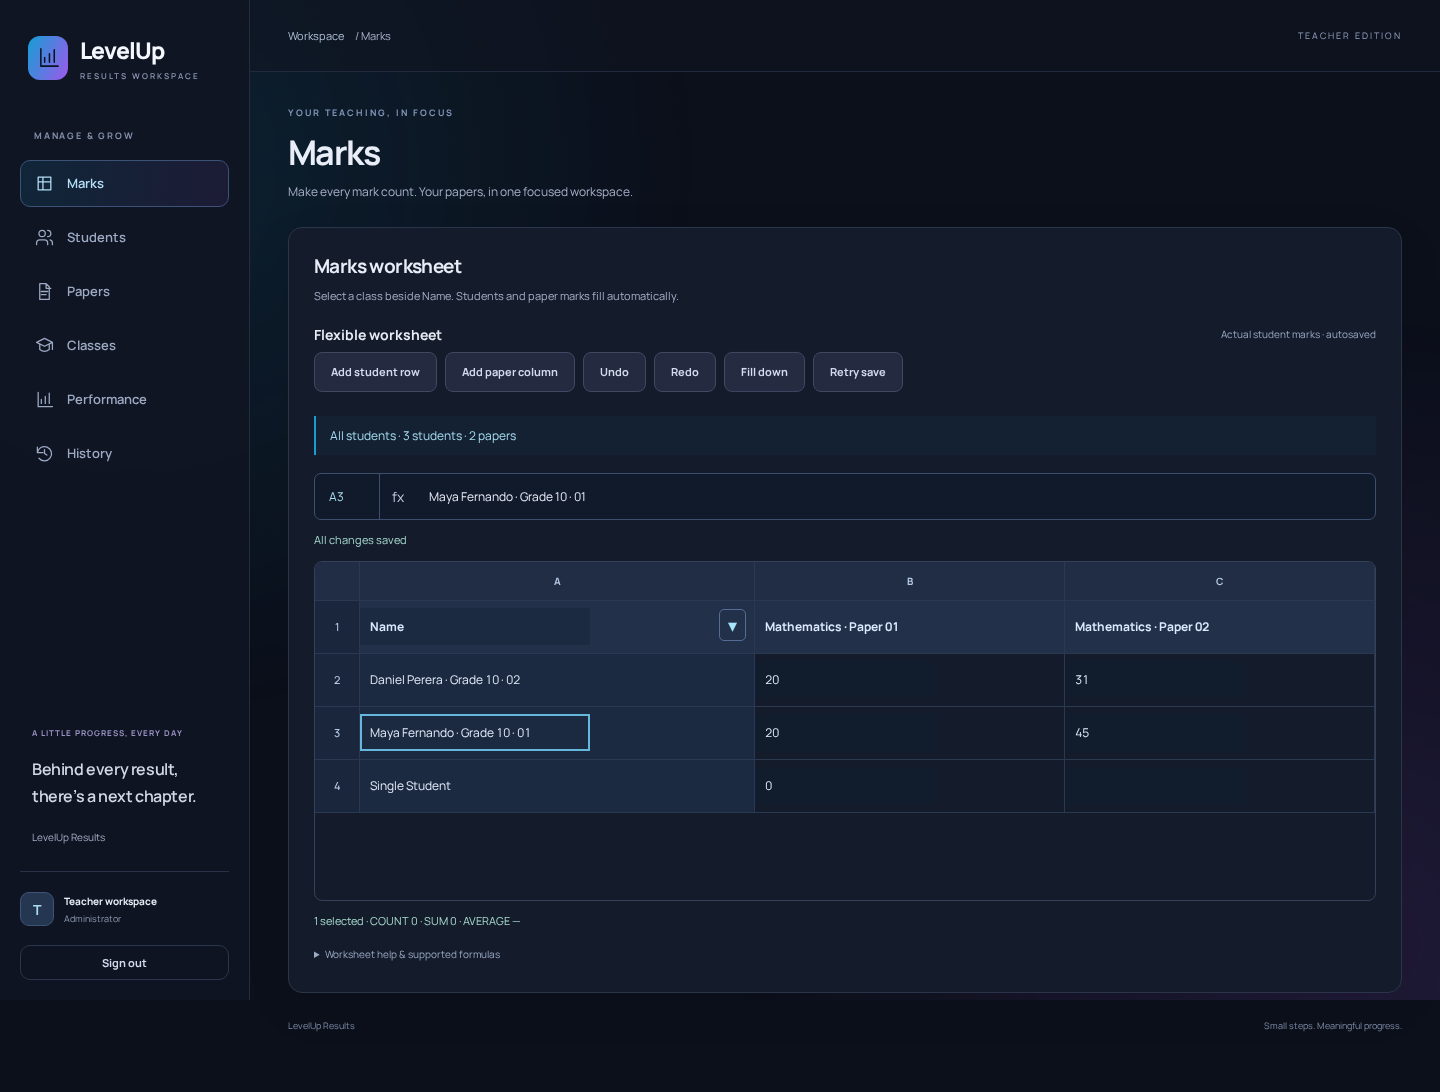 LevelUp
RESULTS WORKSPACE
MANAGE & GROW
Marks
Students
Papers
Classes
Performance
History
A LITTLE PROGRESS, EVERY DAY
Behind every result,
there's a next chapter.
LevelUp Results
T
Teacher workspace
Administrator
Sign out
Workspace / Marks
TEACHER EDITION
YOUR TEACHING, IN FOCUS
Marks
Make every mark count. Your papers, in one focused workspace.
Marks worksheet
Select a class beside Name. Students and paper marks fill automatically.
Flexible worksheet
Actual student marks · autosaved
Add student row Add paper column Undo Redo Fill down Retry save
All students · 3 students · 2 papers
A3 fx Maya Fernando · Grade 10 · 01
All changes saved
A B C
1 Name ▼ Mathematics · Paper 01 Mathematics · Paper 02
2 Daniel Perera · Grade 10 · 02 20 31
3 Maya Fernando · Grade 10 · 01 20 45
4 Single Student 0
1 selected · COUNT 0 · SUM 0 · AVERAGE —
▶ Worksheet help & supported formulas
LevelUp Results
Small steps. Meaningful progress.